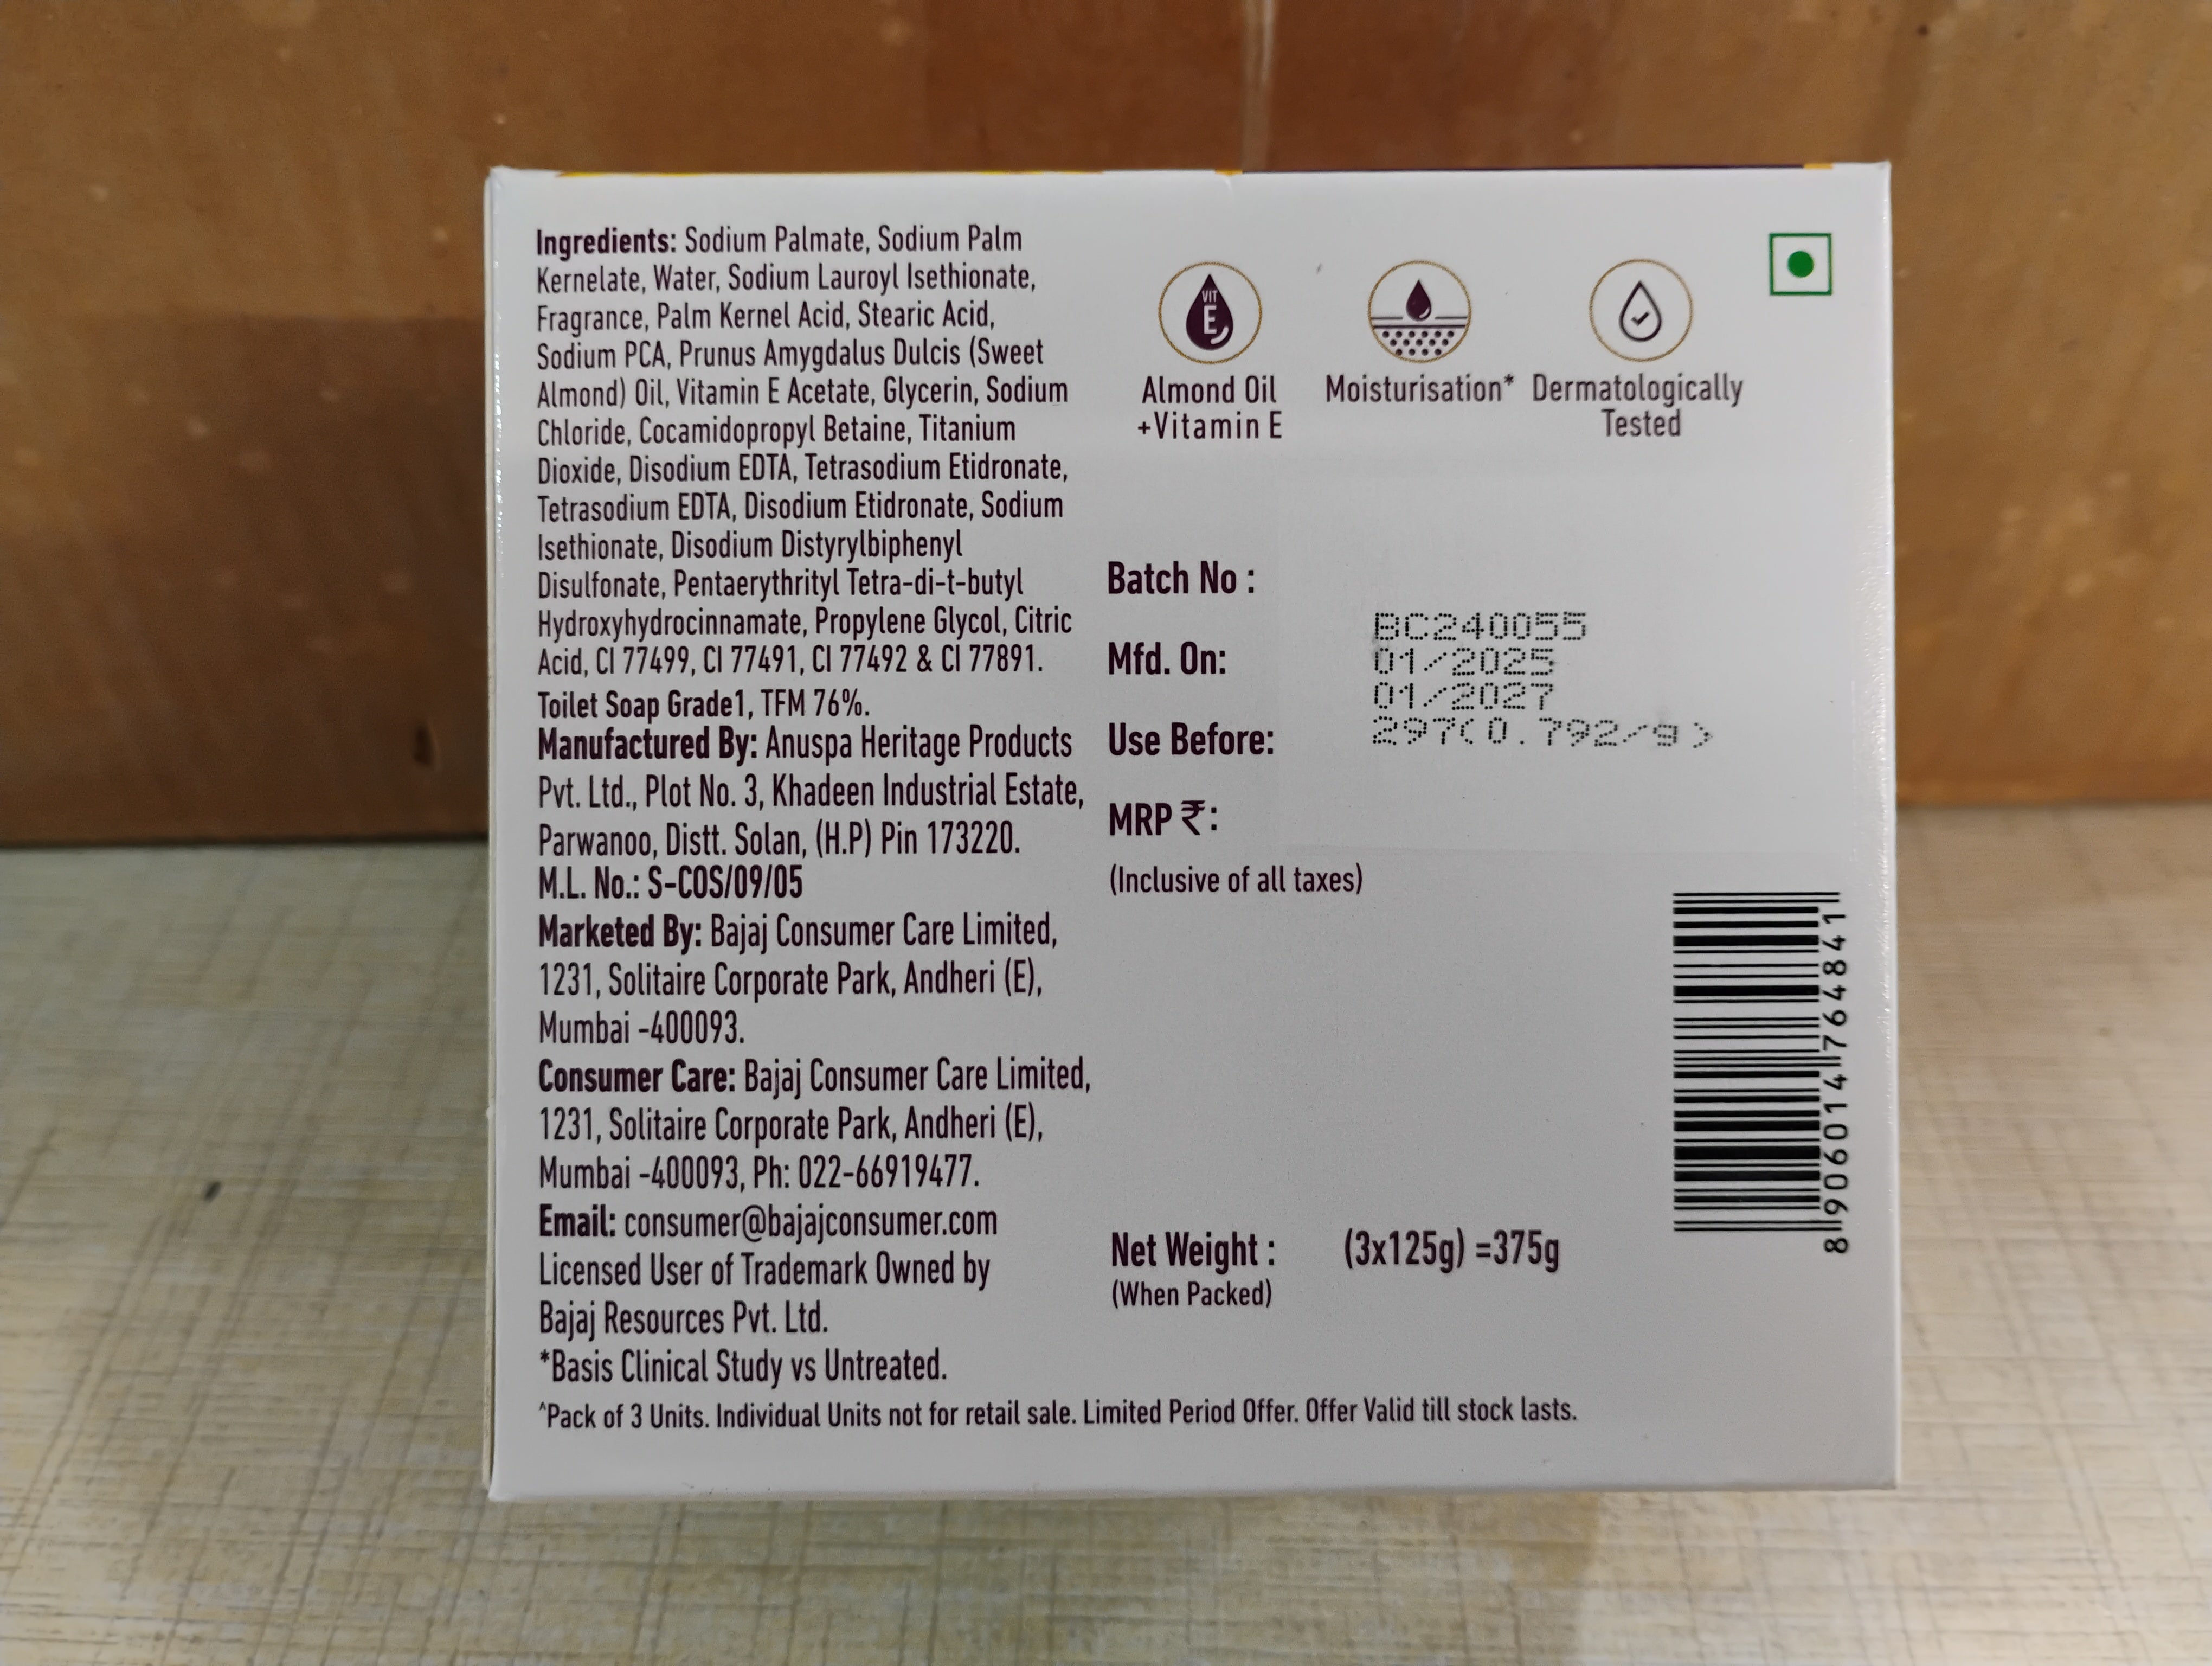 Ingredients: Sodium Palmate, Sodium Palm
Kernelate, Water, Sodium Lauroyl Isethionate,
Fragrance, Palm Kernel Acid, Stearic Acid,
Sodium PCA, Prunus Amygdalus Dulcis (Sweet
Almond) Oil, Vitamin E Acetate, Glycerin, Sodium
Chloride, Cocamidopropyl Betaine, Titanium
Dioxide, Disodium EDTA, Tetrasodium Etidronate,
Tetrasodium EDTA, Disodium Etidronate, Sodium
Isethionate, Disodium Distyrylbiphenyl
Disulfonate, Pentaerythrityl Tetra-di-t-butyl
Hydroxyhydrocinnamate, Propylene Glycol, Citric
Acid, CI 77499, CI 77491, CI 77492 & CI 77891.
Toilet Soap Grade1, TFM 76%.
Manufactured By: Anuspa Heritage Products
Pvt. Ltd., Plot No. 3, Khadeen Industrial Estate,
Parwanoo, Distt. Solan, (H.P) Pin 173220.
M.L. No.: S-COS/09/05
Marketed By: Bajaj Consumer Care Limited,
1231, Solitaire Corporate Park, Andheri (E),
Mumbai -400093.
Consumer Care: Bajaj Consumer Care Limited,
1231, Solitaire Corporate Park, Andheri (E),
Mumbai -400093, Ph: 022-66919477.
Email: consumer@bajajconsumer.com
Licensed User of Trademark Owned by
Bajaj Resources Pvt. Ltd.
*Basis Clinical Study vs Untreated.
^Pack of 3 Units. Individual Units not for retail sale. Limited Period Offer. Offer Valid till stock lasts.
VIT
E
Almond Oil
+Vitamin E
Moisturisation*
Dermatologically
Tested
Batch No :
Mfd. On:
Use Before:
MRP ₹:
(Inclusive of all taxes)
BC240055
01/2025
01/2027
297(0.792/g)
Net Weight : (3x125g) =375g
(When Packed)
8 906014 764841